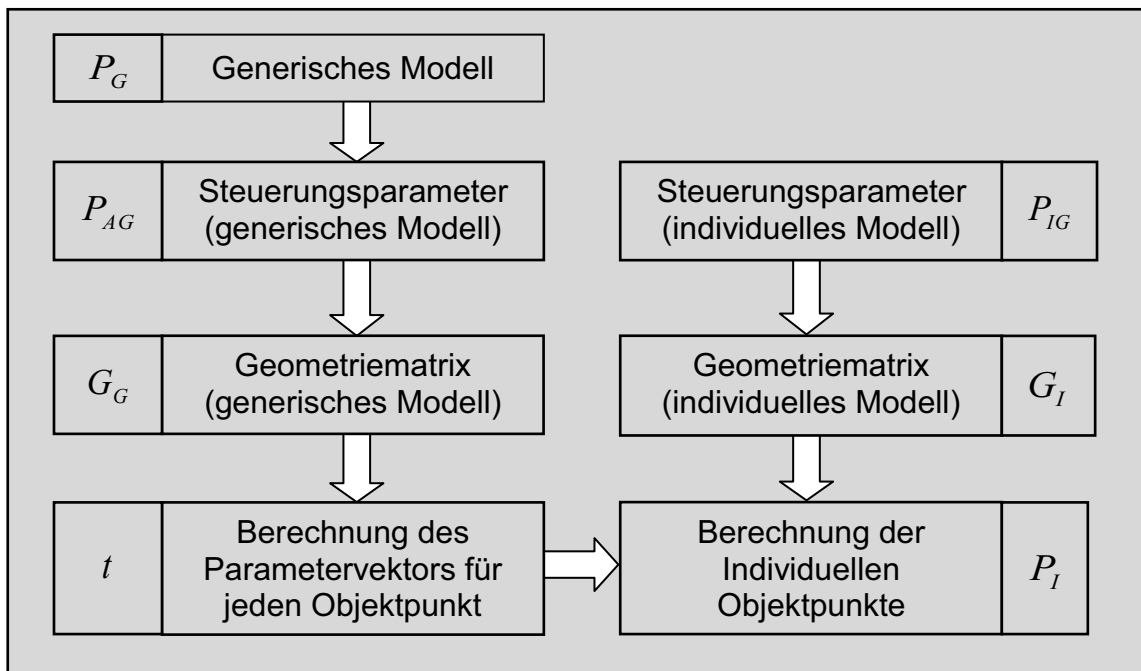 P_G Generisches Modell
P_AG Steuerungsparameter
(generisches Modell)
Steuerungsparameter
(individuelles Modell) P_IG
G_G Geometriematrix
(generisches Modell)
Geometriematrix
(individuelles Modell) G_I
t Berechnung des
Parametervektors für
jeden Objektpunkt
Berechnung der
Individuellen
Objektpunkte P_I